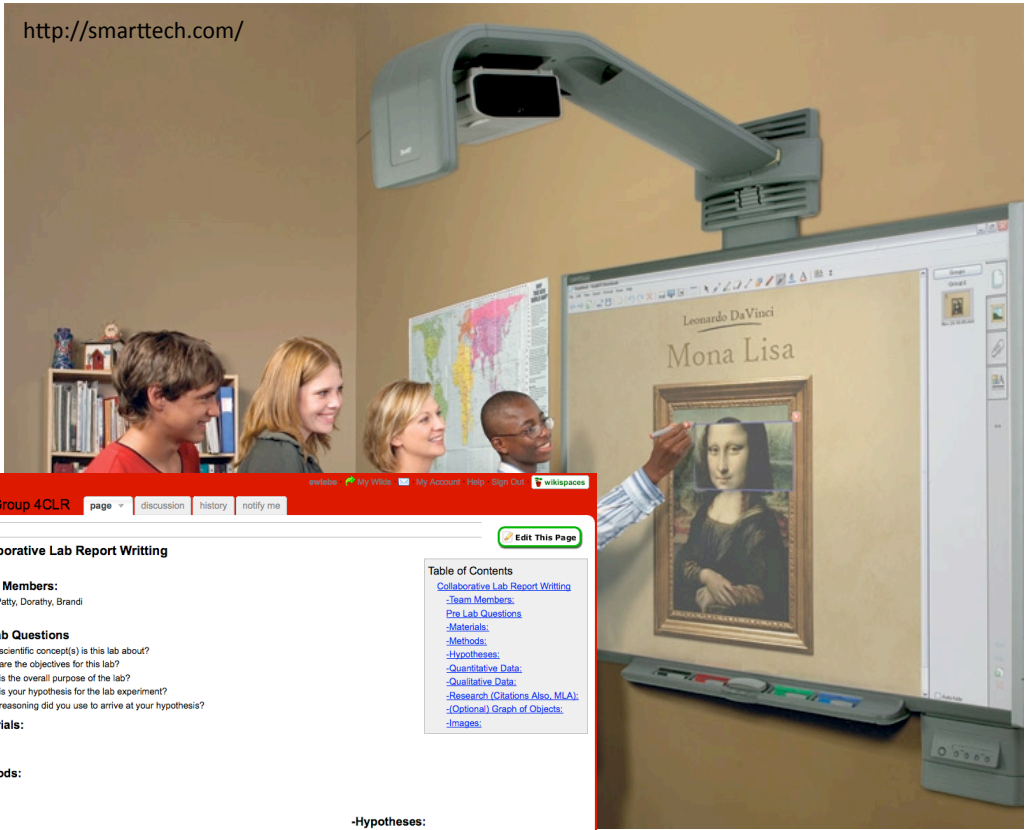 http://smarttech.com/
Leonardo DaVinci
Mona Lisa
Groups
Group1
ewiebe My Wikis My Account Help Sign Out wikispaces
roup 4CLR page discussion history notify me
Edit This Page
orative Lab Report Writting
Members:
Patty, Dorathy, Brandi
b Questions
scientific concept(s) is this lab about?
are the objectives for this lab?
is the overall purpose of the lab?
is your hypothesis for the lab experiment?
reasoning did you use to arrive at your hypothesis?
ials:
ods:
Table of Contents
Collaborative Lab Report Writting
-Team Members:
Pre Lab Questions
-Materials:
-Methods:
-Hypotheses:
-Quantitative Data:
-Qualitative Data:
-Research (Citations Also, MLA):
-(Optional) Graph of Objects:
-Images:
-Hypotheses: